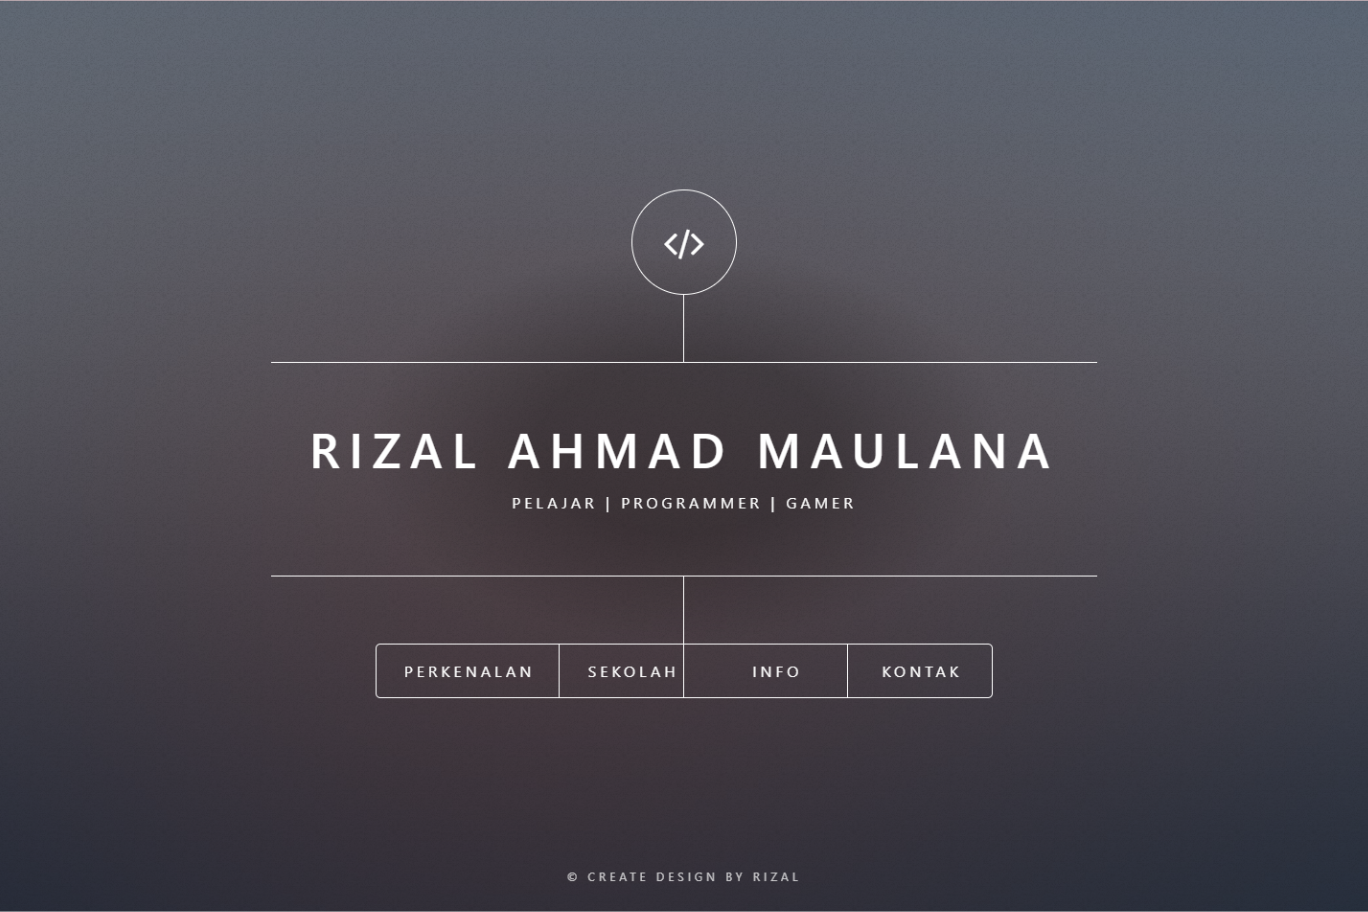 </>
RIZAL AHMAD MAULANA
PELAJAR | PROGRAMMER | GAMER
PERKENALAN SEKOLAH INFO KONTAK
© CREATE DESIGN BY RIZAL